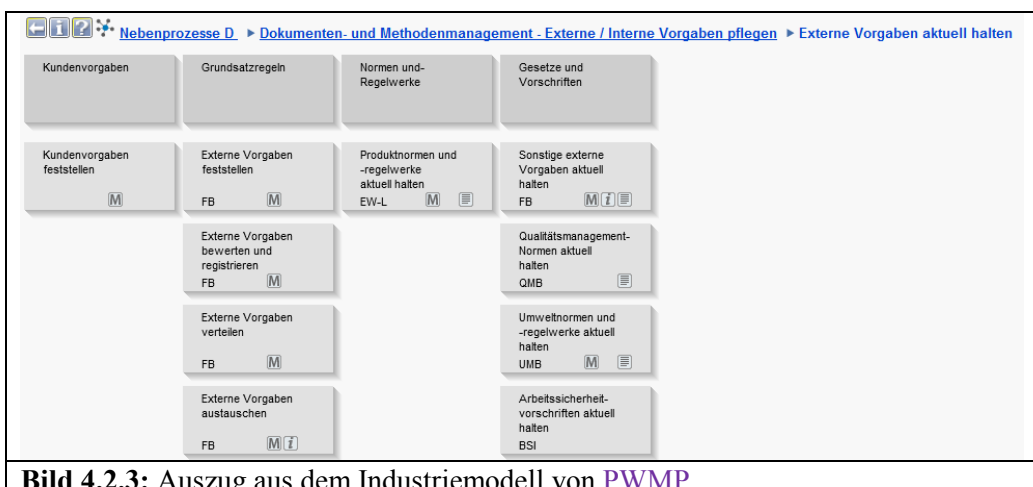 Nebenprozesse D ▶ Dokumenten- und Methodenmanagement - Externe / Interne Vorgaben pflegen ▶ Externe Vorgaben aktuell halten
Kundenvorgaben
Grundsatzregeln
Normen und-
Regelwerke
Gesetze und
Vorschriften
Kundenvorgaben
feststellen
M
Externe Vorgaben
feststellen
FB M
Produktnormen und
-regelwerke
aktuell halten
EW-L M
Sonstige externe
Vorgaben aktuell
halten
FB M i
Externe Vorgaben
bewerten und
registrieren
FB M
Qualitätsmanagement-
Normen aktuell
halten
QMB
Externe Vorgaben
verteilen
FB M
Umweltnormen und
-regelwerke aktuell
halten
UMB M
Externe Vorgaben
austauschen
FB M i
Arbeitssicherheit-
vorschriften aktuell
halten
BSI
Bild 4.2.3: Auszug aus dem Industriemodell von PWMP